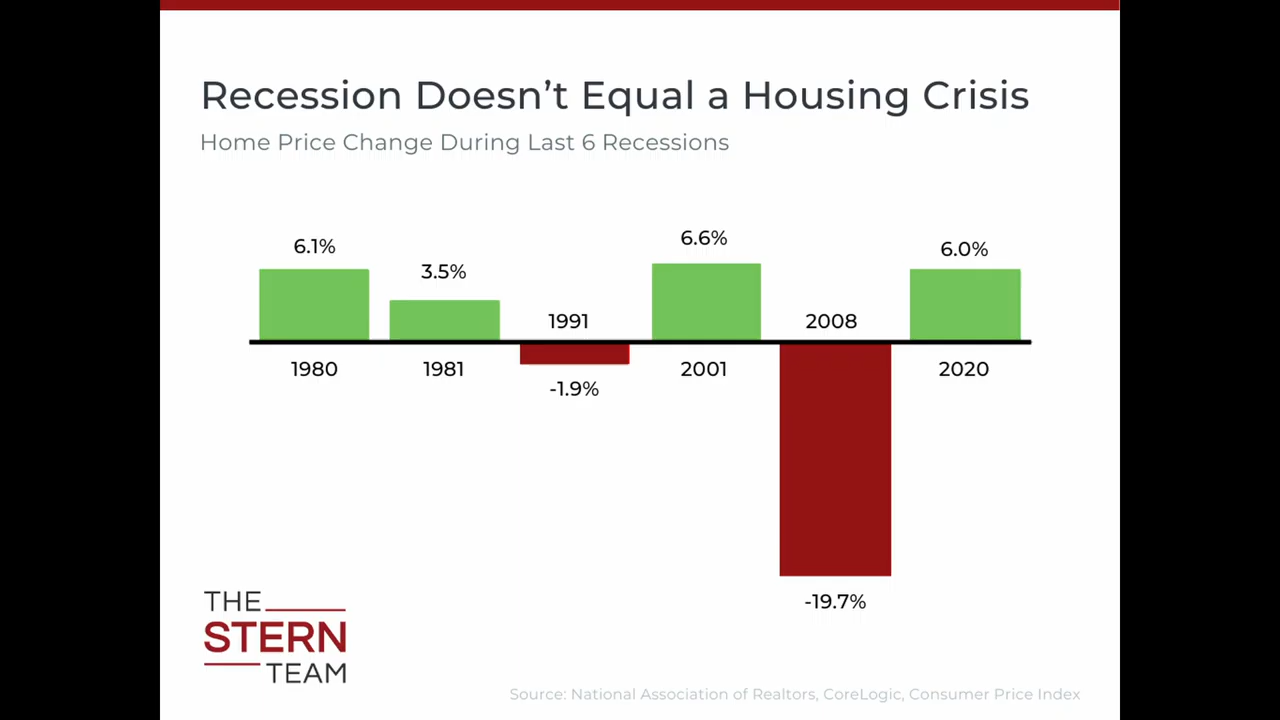 Recession Doesn’t Equal a Housing Crisis
Home Price Change During Last 6 Recessions
6.1%
3.5%
6.6%
6.0%
1991
2008
1980
1981
2001
2020
-1.9%
-19.7%
THE
STERN
TEAM
Source: National Association of Realtors, CoreLogic, Consumer Price Index